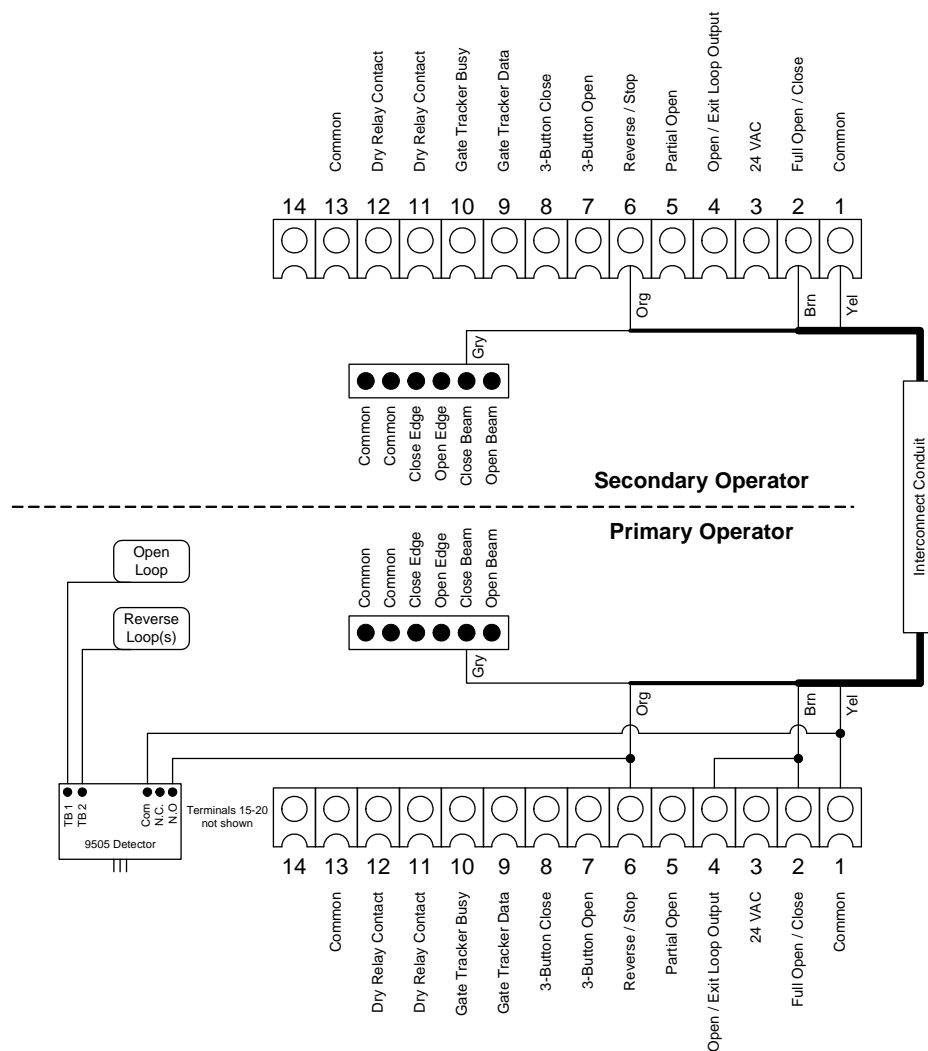 Common
Dry Relay Contact
Dry Relay Contact
Gate Tracker Busy
Gate Tracker Data
3-Button Close
3-Button Open
Reverse / Stop
Partial Open
Open / Exit Loop Output
24 VAC
Full Open / Close
Common
14 13 12 11 10 9 8 7 6 5 4 3 2 1
Org
Brn
Yel
Gry
Common
Common
Close Edge
Open Edge
Close Beam
Open Beam
Interconnect Conduit
Secondary Operator
Primary Operator
Common
Common
Close Edge
Open Edge
Close Beam
Open Beam
Open
Loop
Reverse
Loop(s)
Gry
Org
Brn
Yel
TB 1
TB 2
Com
N.C.
N.O
9505 Detector
Terminals 15-20
not shown
14 13 12 11 10 9 8 7 6 5 4 3 2 1
Common
Dry Relay Contact
Dry Relay Contact
Gate Tracker Busy
Gate Tracker Data
3-Button Close
3-Button Open
Reverse / Stop
Partial Open
Open / Exit Loop Output
24 VAC
Full Open / Close
Common